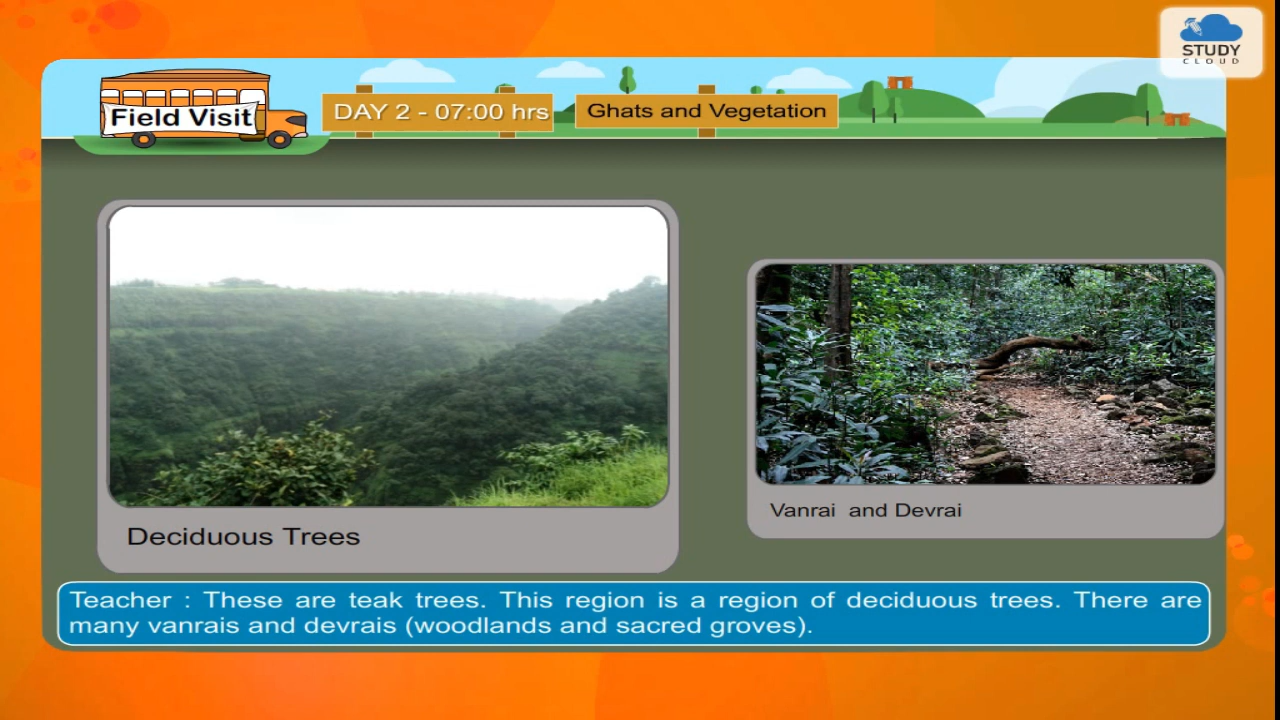 STUDY
CLOUD
Field Visit
DAY 2 - 07:00 hrs
Ghats and Vegetation
Deciduous Trees
Vanrai and Devrai
Teacher : These are teak trees. This region is a region of deciduous trees. There are
many vanrais and devrais (woodlands and sacred groves).